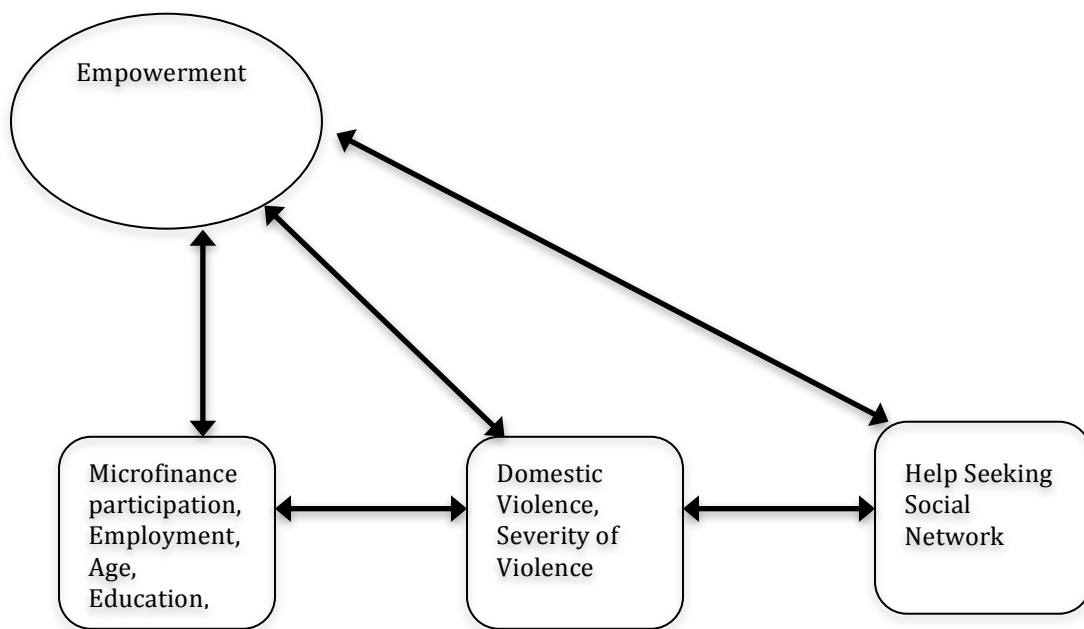 Empowerment
Microfinance
participation,
Employment,
Age,
Education,
Domestic
Violence,
Severity of
Violence
Help Seeking
Social
Network